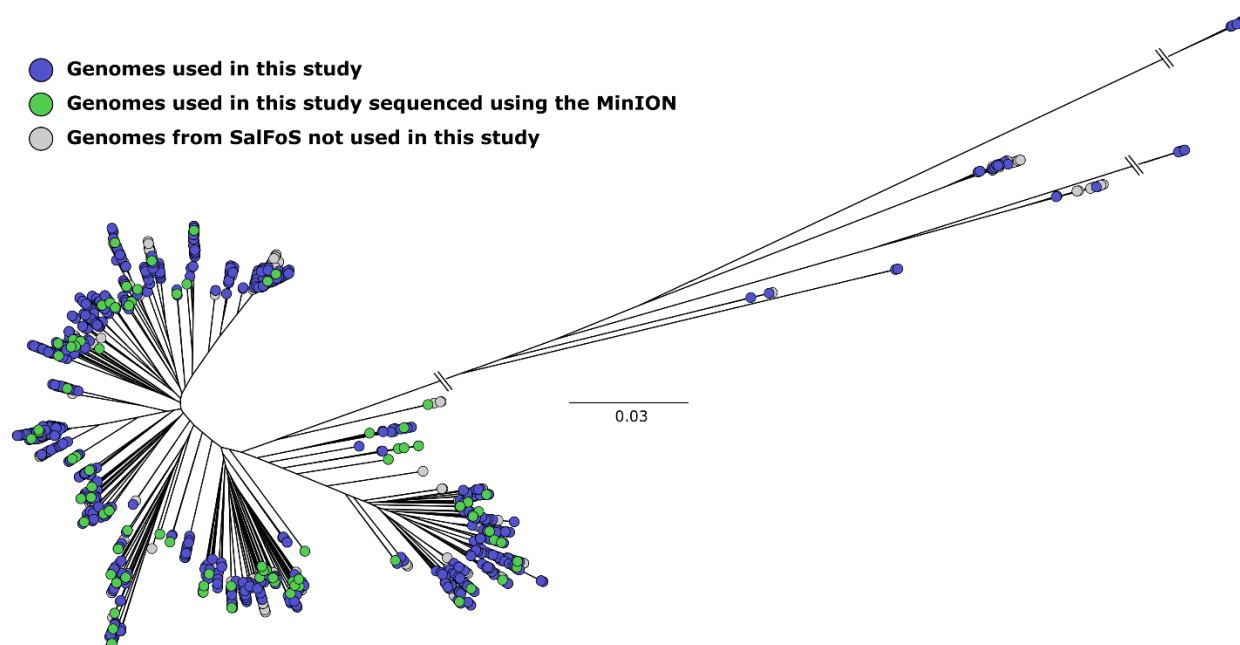 Genomes used in this study
Genomes used in this study sequenced using the MinION
Genomes from SalFoS not used in this study
0.03